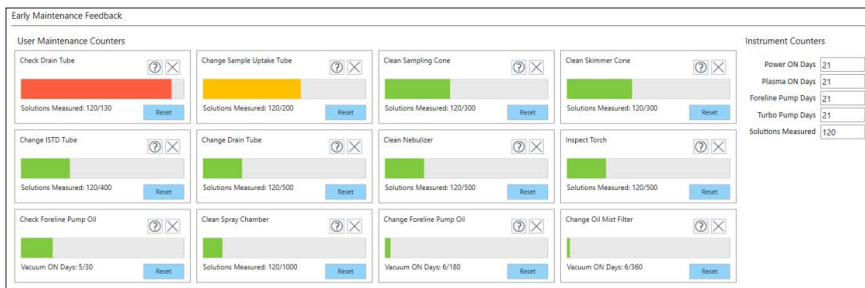 Early Maintenance Feedback
User Maintenance Counters
Check Drain Tube
Solutions Measured: 120/130
Reset
Change Sample Uptake Tube
Solutions Measured: 120/200
Reset
Clean Sampling Cone
Solutions Measured: 120/300
Reset
Clean Skimmer Cone
Solutions Measured: 120/300
Reset
Change ISTD Tube
Solutions Measured: 120/400
Reset
Change Drain Tube
Solutions Measured: 120/500
Reset
Clean Nebulizer
Solutions Measured: 120/500
Reset
Inspect Torch
Solutions Measured: 120/500
Reset
Check Foreline Pump Oil
Vacuum ON Days: 5/30
Reset
Clean Spray Chamber
Solutions Measured: 120/1000
Reset
Change Foreline Pump Oil
Vacuum ON Days: 6/180
Reset
Change Oil Mist Filter
Vacuum ON Days: 6/360
Reset
Instrument Counters
Power ON Days 21
Plasma ON Days 21
Foreline Pump Days 21
Turbo Pump Days 21
Solutions Measured 120